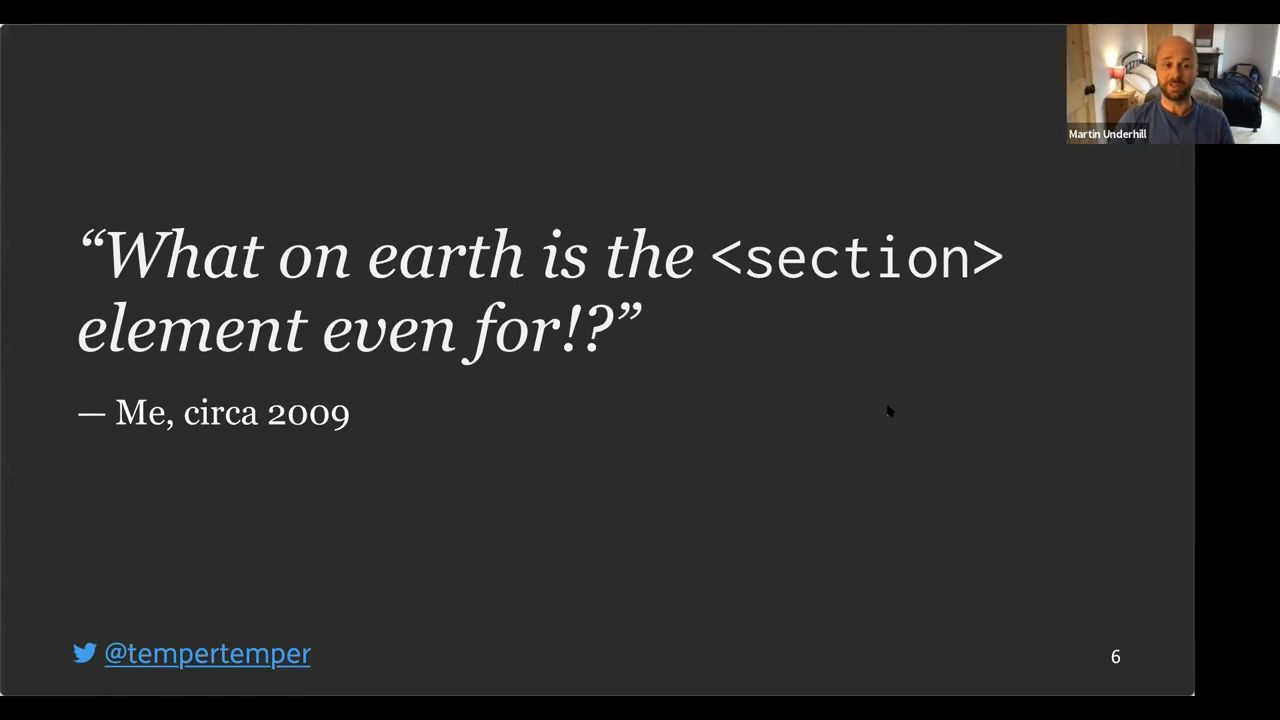 Martin Underhill
“What on earth is the <section>
element even for!?”
— Me, circa 2009
@tempertemper
6